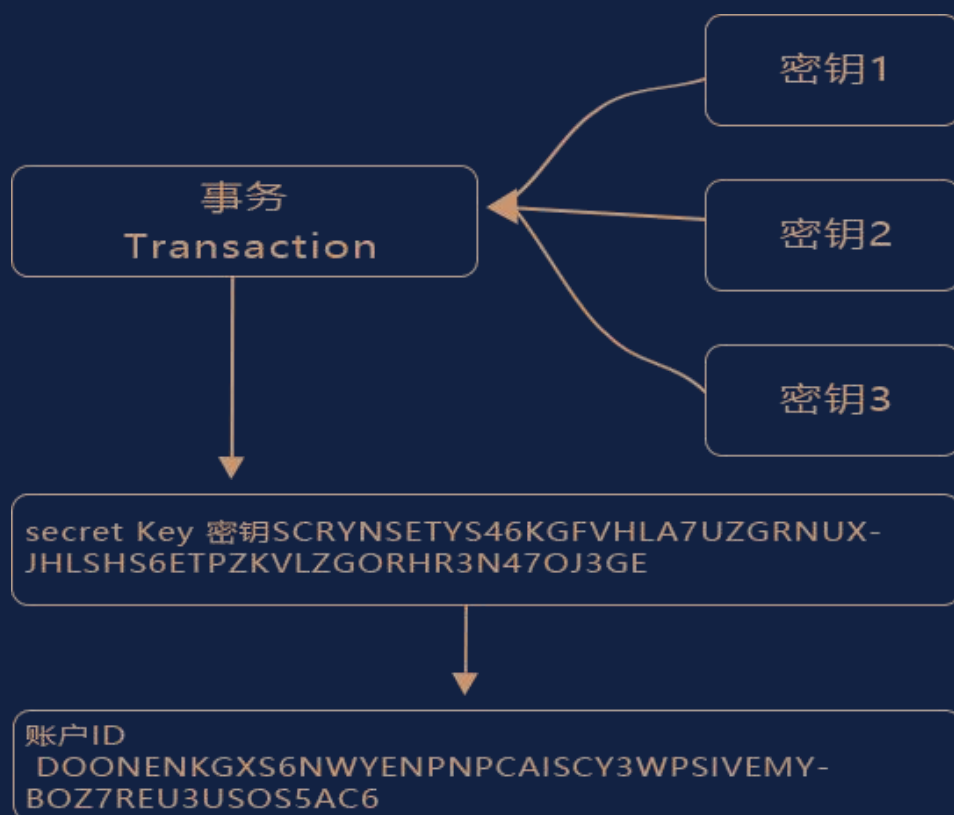 密钥1
事务
Transaction
密钥2
密钥3
secret Key 密钥SCRYNSETYS46KGFVHLA7UZGRNUX-
JHLSHS6ETPZKVLZGORHR3N47OJ3GE
账户ID
DOONENKGXS6NWYENPNPCAISCY3WPSIVEMY-
BOZ7REU3USOS5AC6